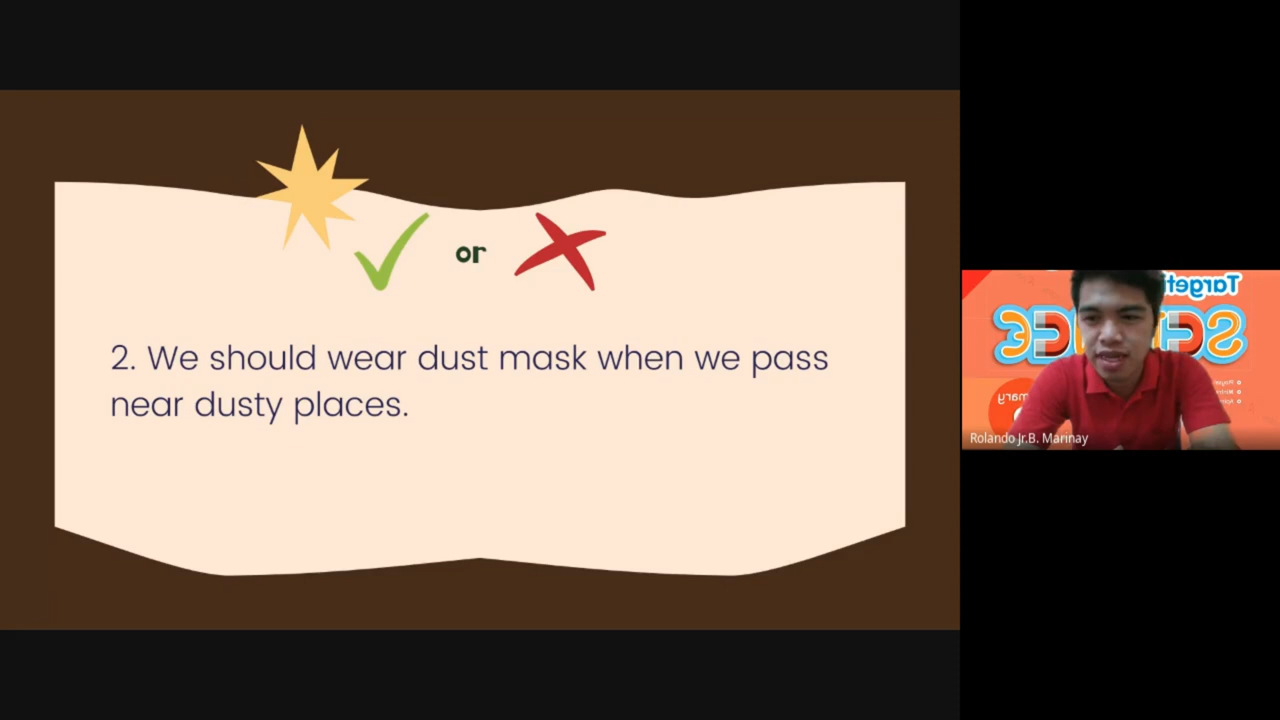 or
2. We should wear dust mask when we pass
near dusty places.
Target
Rolando Jr.B. Marinay